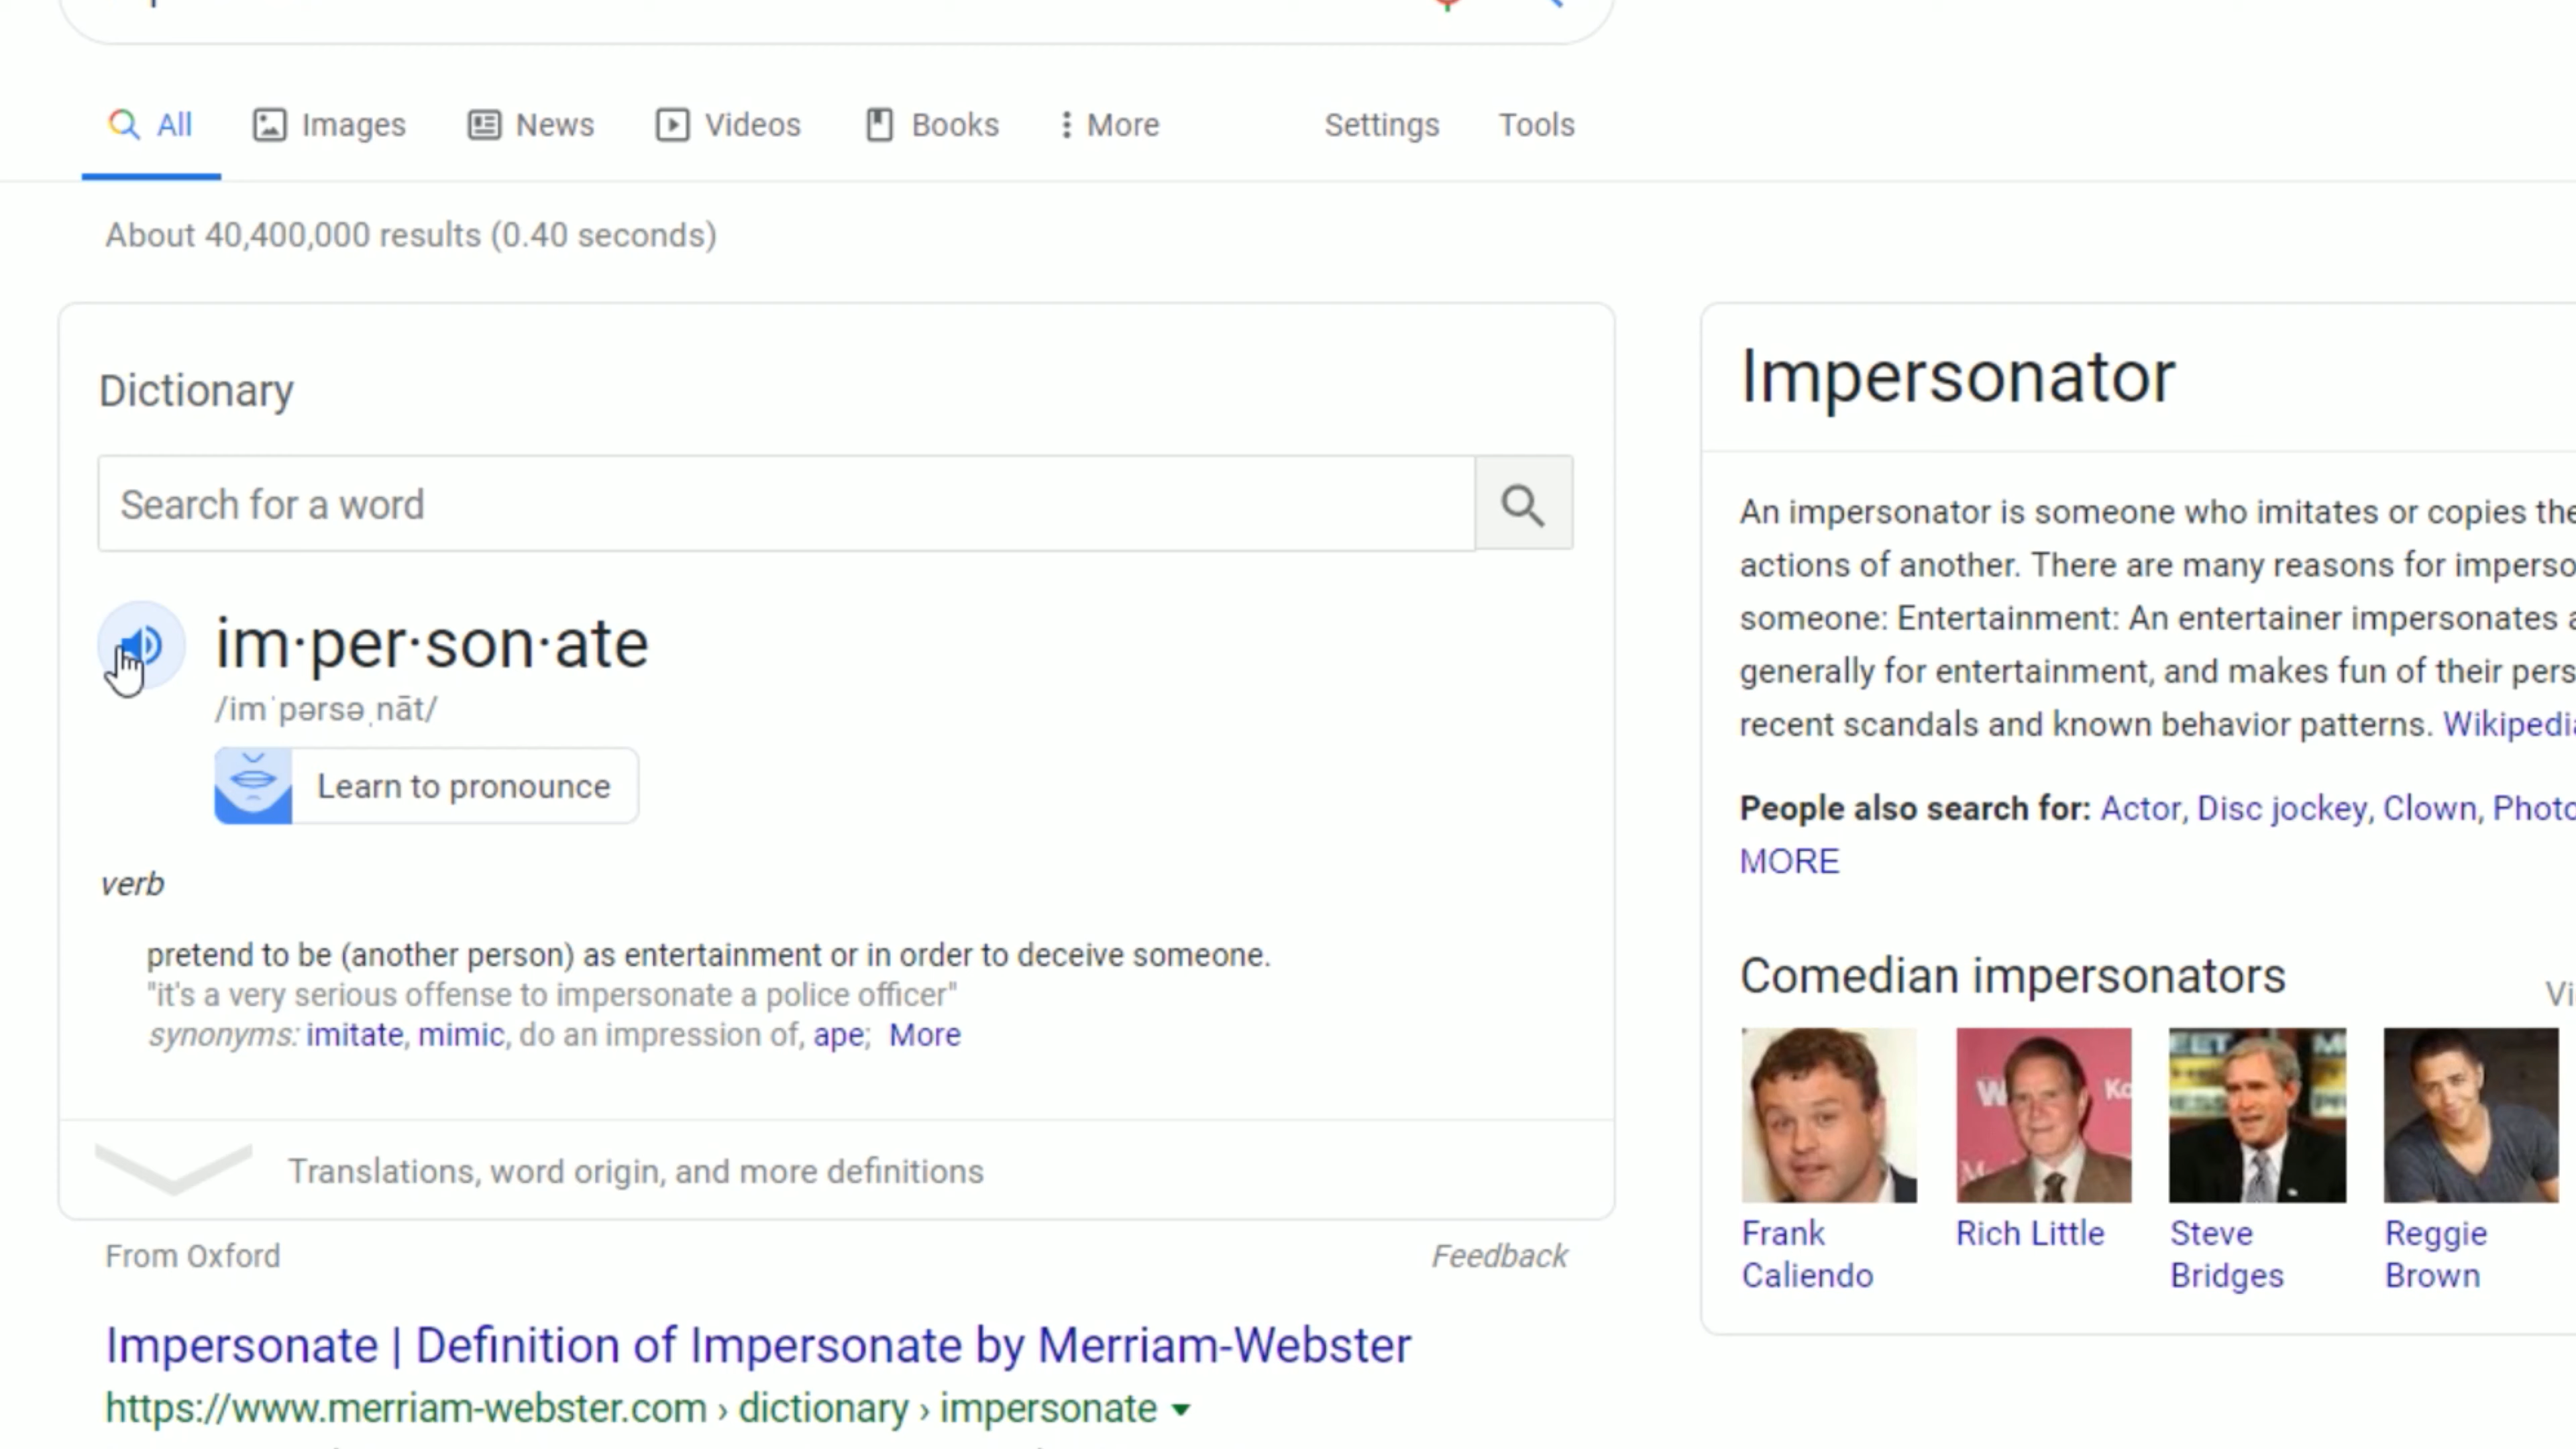 All Images News Videos Books More Settings Tools
About 40,400,000 results (0.40 seconds)
Dictionary
Search for a word
im·per·son·ate
/imˈpərsəˌnāt/
Learn to pronounce
verb
pretend to be (another person) as entertainment or in order to deceive someone.
"it's a very serious offense to impersonate a police officer"
synonyms: imitate, mimic, do an impression of, ape; More
Translations, word origin, and more definitions
From Oxford
Feedback
Impersonate | Definition of Impersonate by Merriam-Webster
https://www.merriam-webster.com › dictionary › impersonate
Impersonator
An impersonator is someone who imitates or copies the
actions of another. There are many reasons for imperso
someone: Entertainment: An entertainer impersonates a
generally for entertainment, and makes fun of their pers
recent scandals and known behavior patterns. Wikipedia
People also search for: Actor, Disc jockey, Clown, Photo
MORE
Comedian impersonators
Vi
Frank
Caliendo
Rich Little
Steve
Bridges
Reggie
Brown